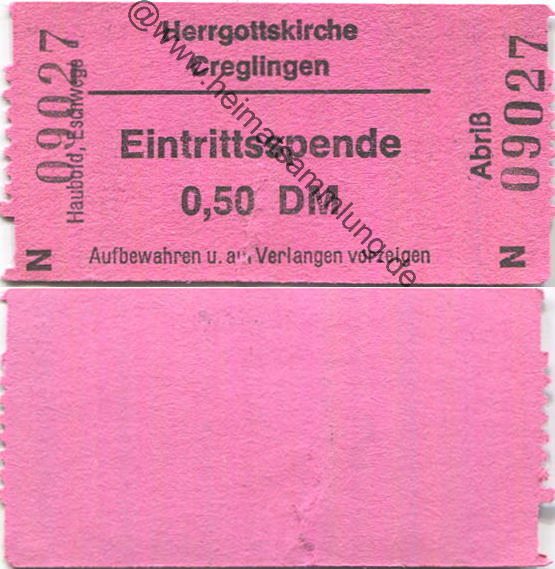 Herrgottskirche
Creglingen
Eintrittsspende
0,50 DM
Aufbewahren u. auf Verlangen vorzeigen
09027
Haubold, Eschwege
N
Abriß
09027
N
@www.heimatsammlung.de